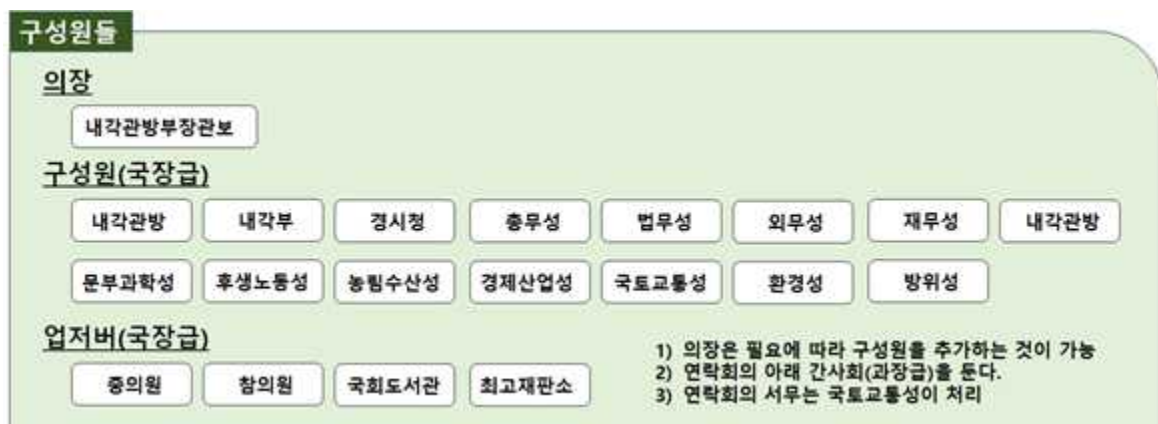 구성원들
의장
내각관방부장관보
구성원(국장급)
내각관방 내각부 경시청 총무성 법무성 외무성 재무성 내각관방
문부과학성 후생노동성 농림수산성 경제산업성 국토교통성 환경성 방위성
업저버(국장급)
중의원 참의원 국회도서관 최고재판소
1) 의장은 필요에 따라 구성원을 추가하는 것이 가능
2) 연락회의 아래 간사회(과장급)을 둔다.
3) 연락회의 서무는 국토교통성이 처리